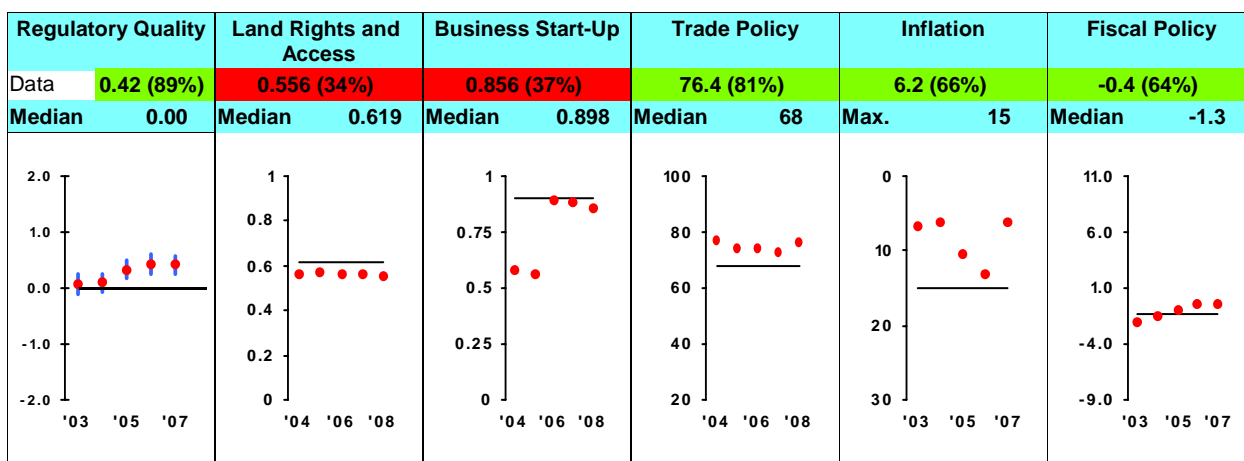 Regulatory Quality
Data 0.42 (89%)
Median 0.00
2.0
1.0
0.0
-1.0
-2.0
'03 '05 '07
Land Rights and
Access
0.556 (34%)
Median 0.619
1
0.8
0.6
0.4
0.2
0
'04 '06 '08
Business Start-Up
0.856 (37%)
Median 0.898
1
0.75
0.5
0.25
0
'04 '06 '08
Trade Policy
76.4 (81%)
Median 68
100
80
60
40
20
'04 '06 '08
Inflation
6.2 (66%)
Max. 15
0
10
20
30
'03 '05 '07
Fiscal Policy
-0.4 (64%)
Median -1.3
11.0
6.0
1.0
-4.0
-9.0
'03 '05 '07